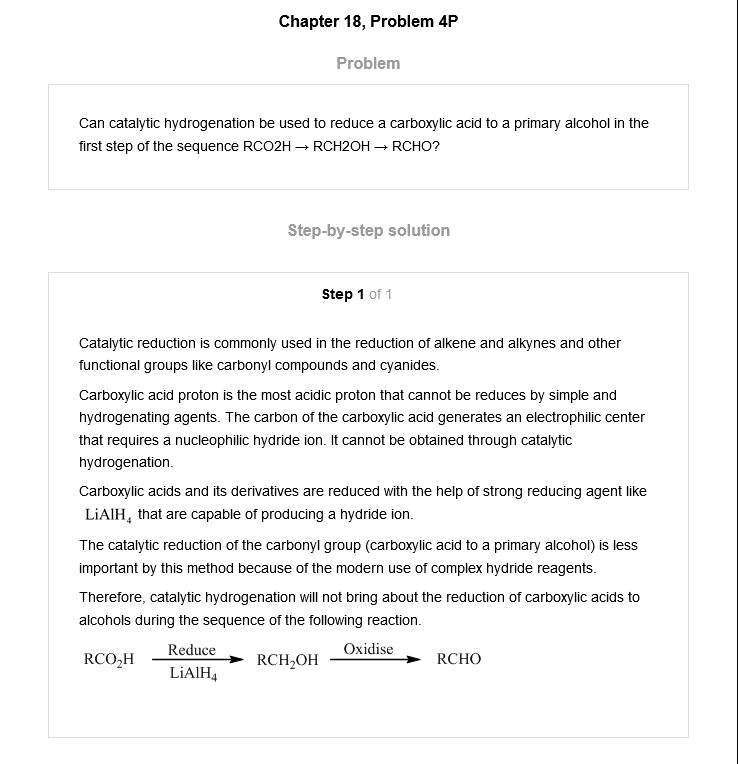 Chapter 18, Problem 4P
Problem
Can catalytic hydrogenation be used to reduce a carboxylic acid to a primary alcohol in the
first step of the sequence RCO2H → RCH2OH → RCHO?
Step-by-step solution
Step 1 of 1
Catalytic reduction is commonly used in the reduction of alkene and alkynes and other
functional groups like carbonyl compounds and cyanides.
Carboxylic acid proton is the most acidic proton that cannot be reduces by simple and
hydrogenating agents. The carbon of the carboxylic acid generates an electrophilic center
that requires a nucleophilic hydride ion. It cannot be obtained through catalytic
hydrogenation.
Carboxylic acids and its derivatives are reduced with the help of strong reducing agent like
LiAlH₄ that are capable of producing a hydride ion.
The catalytic reduction of the carbonyl group (carboxylic acid to a primary alcohol) is less
important by this method because of the modern use of complex hydride reagents.
Therefore, catalytic hydrogenation will not bring about the reduction of carboxylic acids to
alcohols during the sequence of the following reaction.
Reduce Oxidise
RCO₂H RCH₂OH RCHO
LiAlH₄